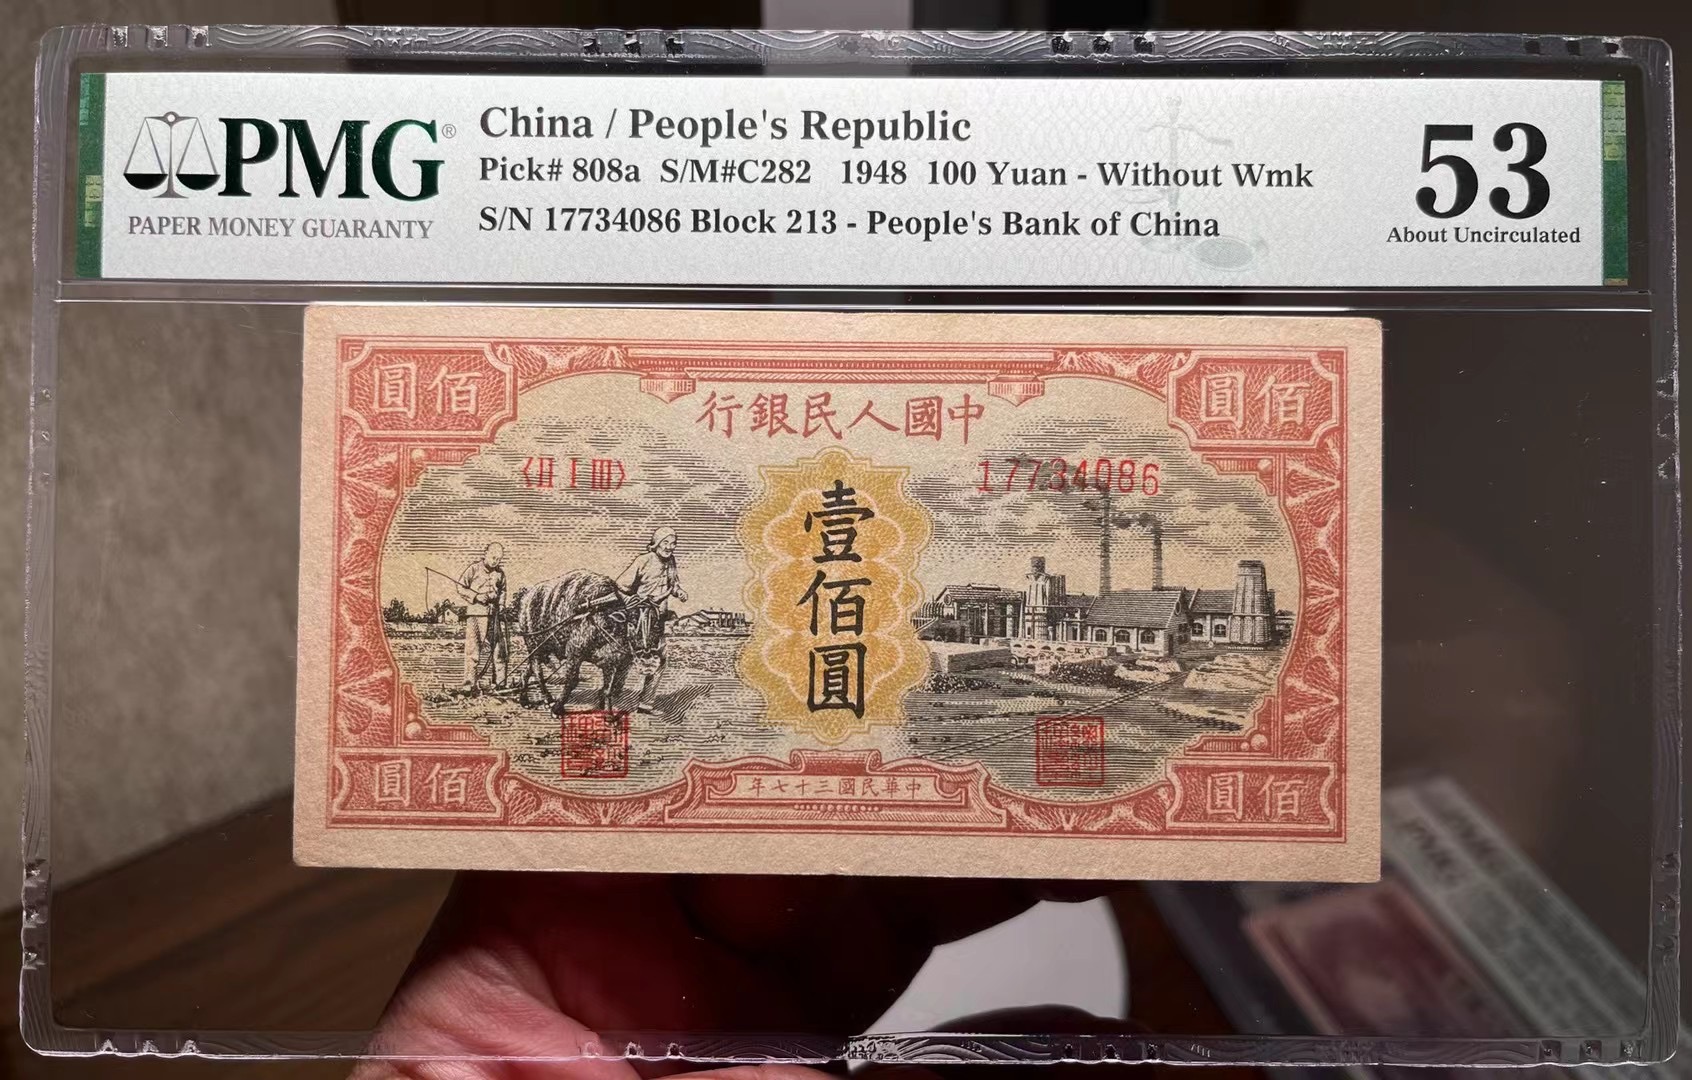 PMG®
PAPER MONEY GUARANTY
China / People's Republic
Pick# 808a S/M#C282 1948 100 Yuan - Without Wmk
S/N 17734086 Block 213 - People's Bank of China
53
About Uncirculated
圓佰
圓佰
行銀民人國中
〈II I III〉
17734086
壹佰圓
圓佰
年七十三國民華中
圓佰
PMG